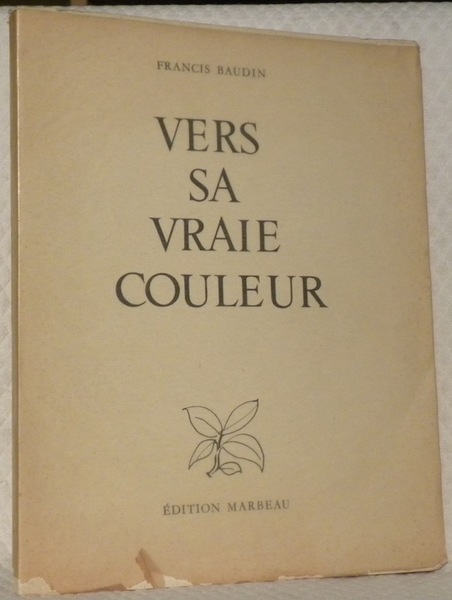 FRANCIS BAUDIN
VERS
SA
VRAIE
COULEUR
ÉDITION MARBEAU